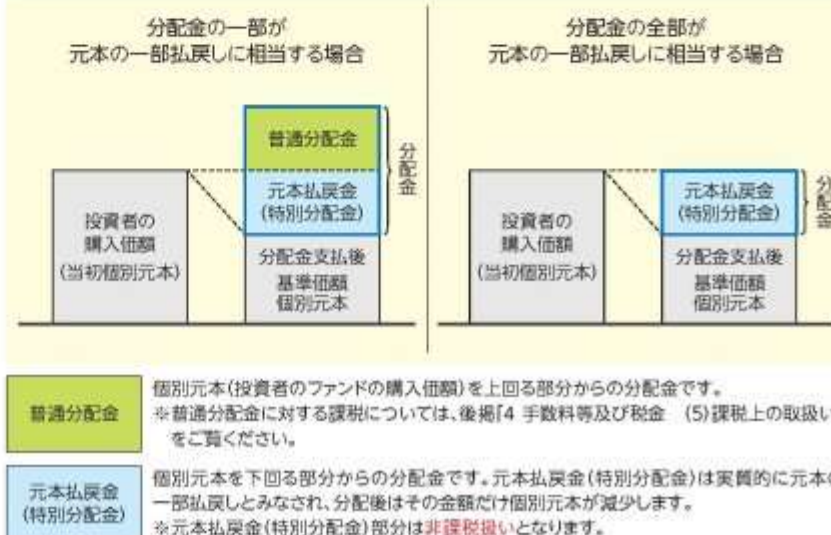 分配金の一部が
元本の一部払戻しに相当する場合
普通分配金
元本払戻金
(特別分配金)
分配金
投資者の
購入価額
(当初個別元本)
分配金支払後
基準価額
個別元本
分配金の全部が
元本の一部払戻しに相当する場合
元本払戻金
(特別分配金)
分配金
投資者の
購入価額
(当初個別元本)
分配金支払後
基準価額
個別元本
普通分配金
個別元本(投資者のファンドの購入価額)を上回る部分からの分配金です。
※普通分配金に対する課税については、後掲「4 手数料等及び税金 (5)課税上の取扱い
をご覧ください。
元本払戻金
(特別分配金)
個別元本を下回る部分からの分配金です。元本払戻金(特別分配金)は実質的に元本の
一部払戻しとみなされ、分配後はその金額だけ個別元本が減少します。
※元本払戻金(特別分配金)部分は非課税扱いとなります。